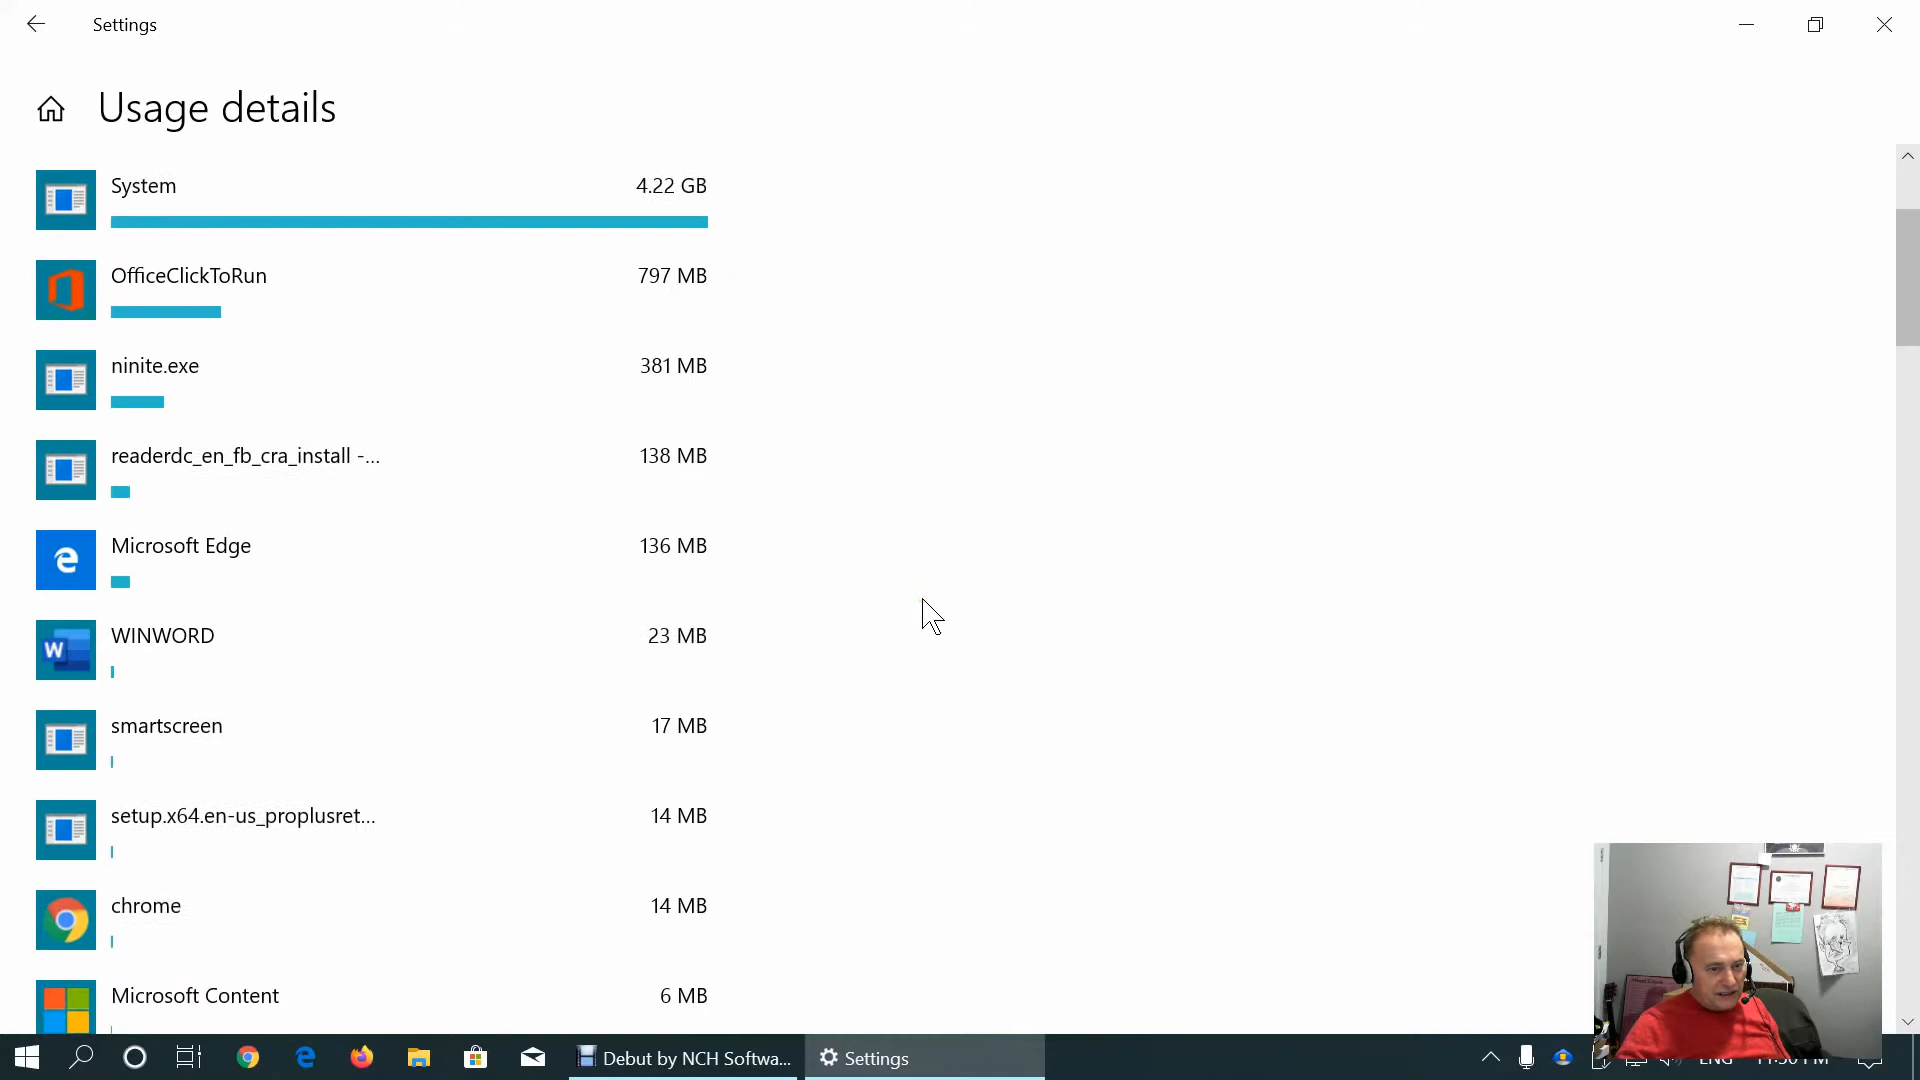 Settings
Usage details
System 4.22 GB
OfficeClickToRun 797 MB
ninite.exe 381 MB
readerdc_en_fb_cra_install -... 138 MB
Microsoft Edge 136 MB
WINWORD 23 MB
smartscreen 17 MB
setup.x64.en-us_proplusret... 14 MB
chrome 14 MB
Microsoft Content 6 MB
Debut by NCH Softwa... Settings